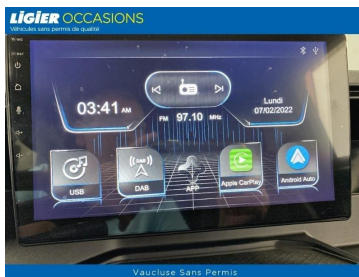 LIGIER OCCASIONS
Véhicules sans permis de qualité
03:41 AM
FM 97.10 MHz
Lundi
07/02/2022
USB
DAB
APP
Apple CarPlay
Android Auto
Vaucluse Sans Permis